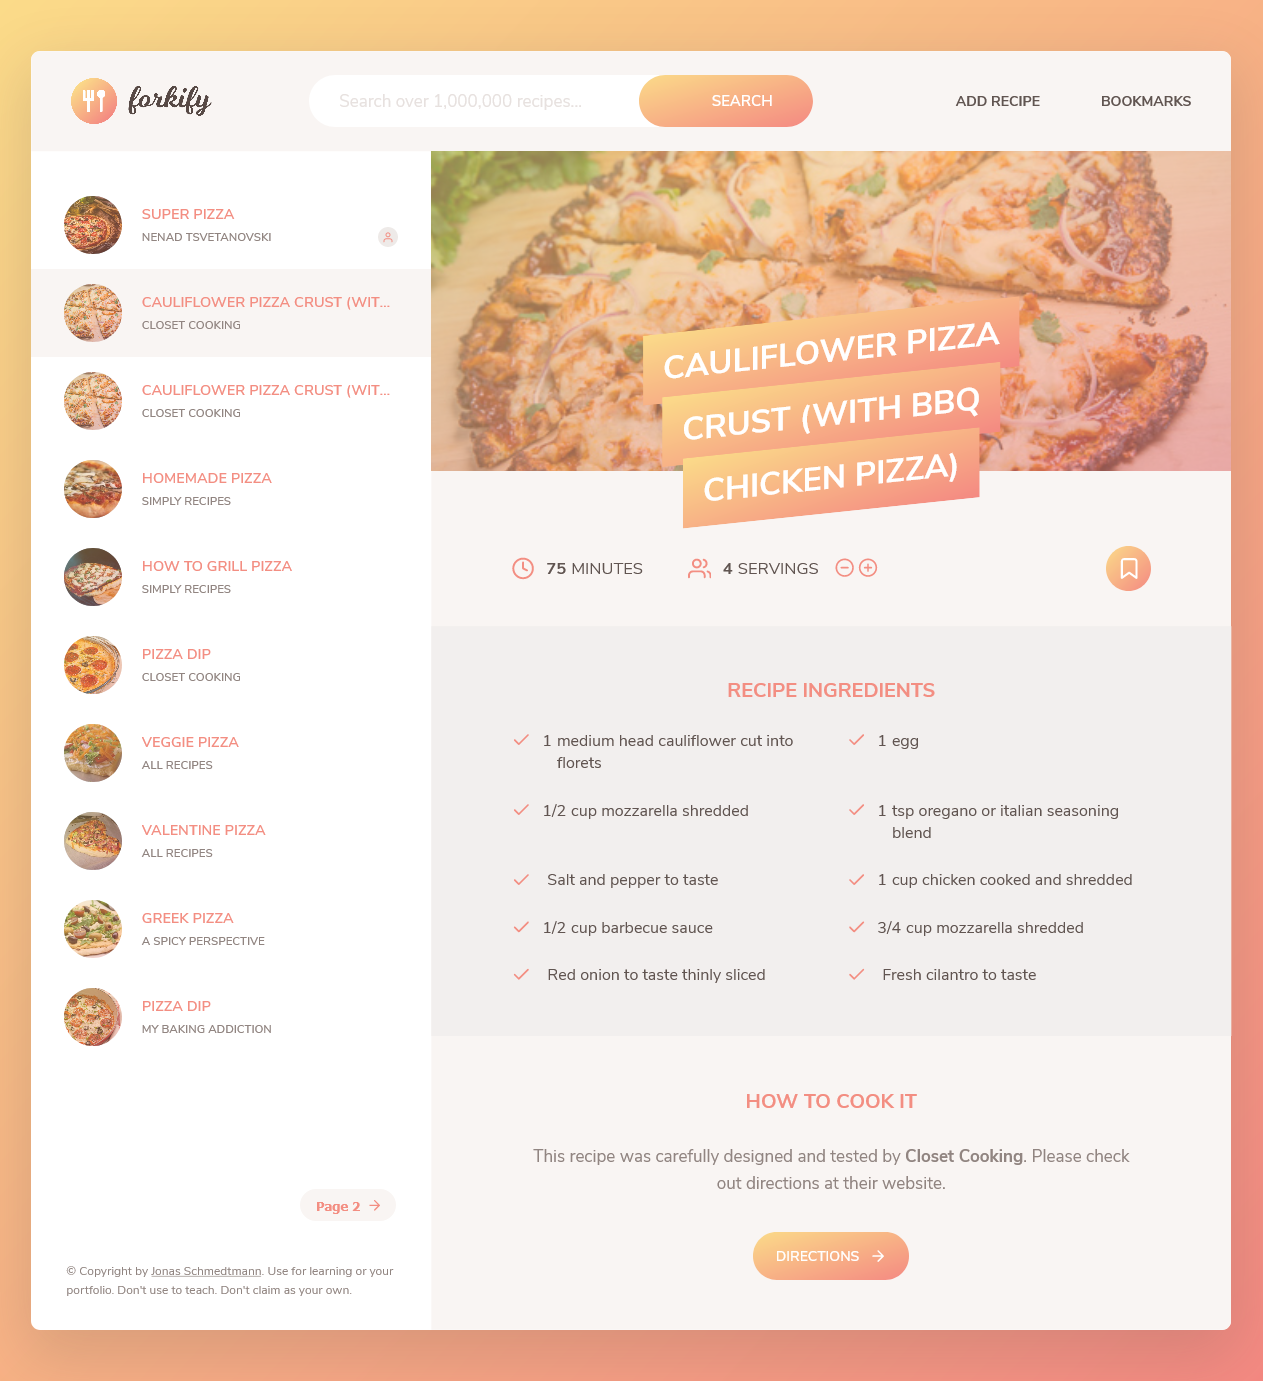 forkify
Search over 1,000,000 recipes...
SEARCH
ADD RECIPE
BOOKMARKS
SUPER PIZZA
NENAD TSVETANOVSKI
CAULIFLOWER PIZZA CRUST (WIT...
CLOSET COOKING
CAULIFLOWER PIZZA CRUST (WIT...
CLOSET COOKING
HOMEMADE PIZZA
SIMPLY RECIPES
HOW TO GRILL PIZZA
SIMPLY RECIPES
PIZZA DIP
CLOSET COOKING
VEGGIE PIZZA
ALL RECIPES
VALENTINE PIZZA
ALL RECIPES
GREEK PIZZA
A SPICY PERSPECTIVE
PIZZA DIP
MY BAKING ADDICTION
Page 2
© Copyright by Jonas Schmedtmann. Use for learning or your
portfolio. Don't use to teach. Don't claim as your own.
CAULIFLOWER PIZZA
CRUST (WITH BBQ
CHICKEN PIZZA)
75 MINUTES
4 SERVINGS
RECIPE INGREDIENTS
1 medium head cauliflower cut into
florets
1 egg
1/2 cup mozzarella shredded
1 tsp oregano or italian seasoning
blend
Salt and pepper to taste
1 cup chicken cooked and shredded
1/2 cup barbecue sauce
3/4 cup mozzarella shredded
Red onion to taste thinly sliced
Fresh cilantro to taste
HOW TO COOK IT
This recipe was carefully designed and tested by Closet Cooking. Please check
out directions at their website.
DIRECTIONS